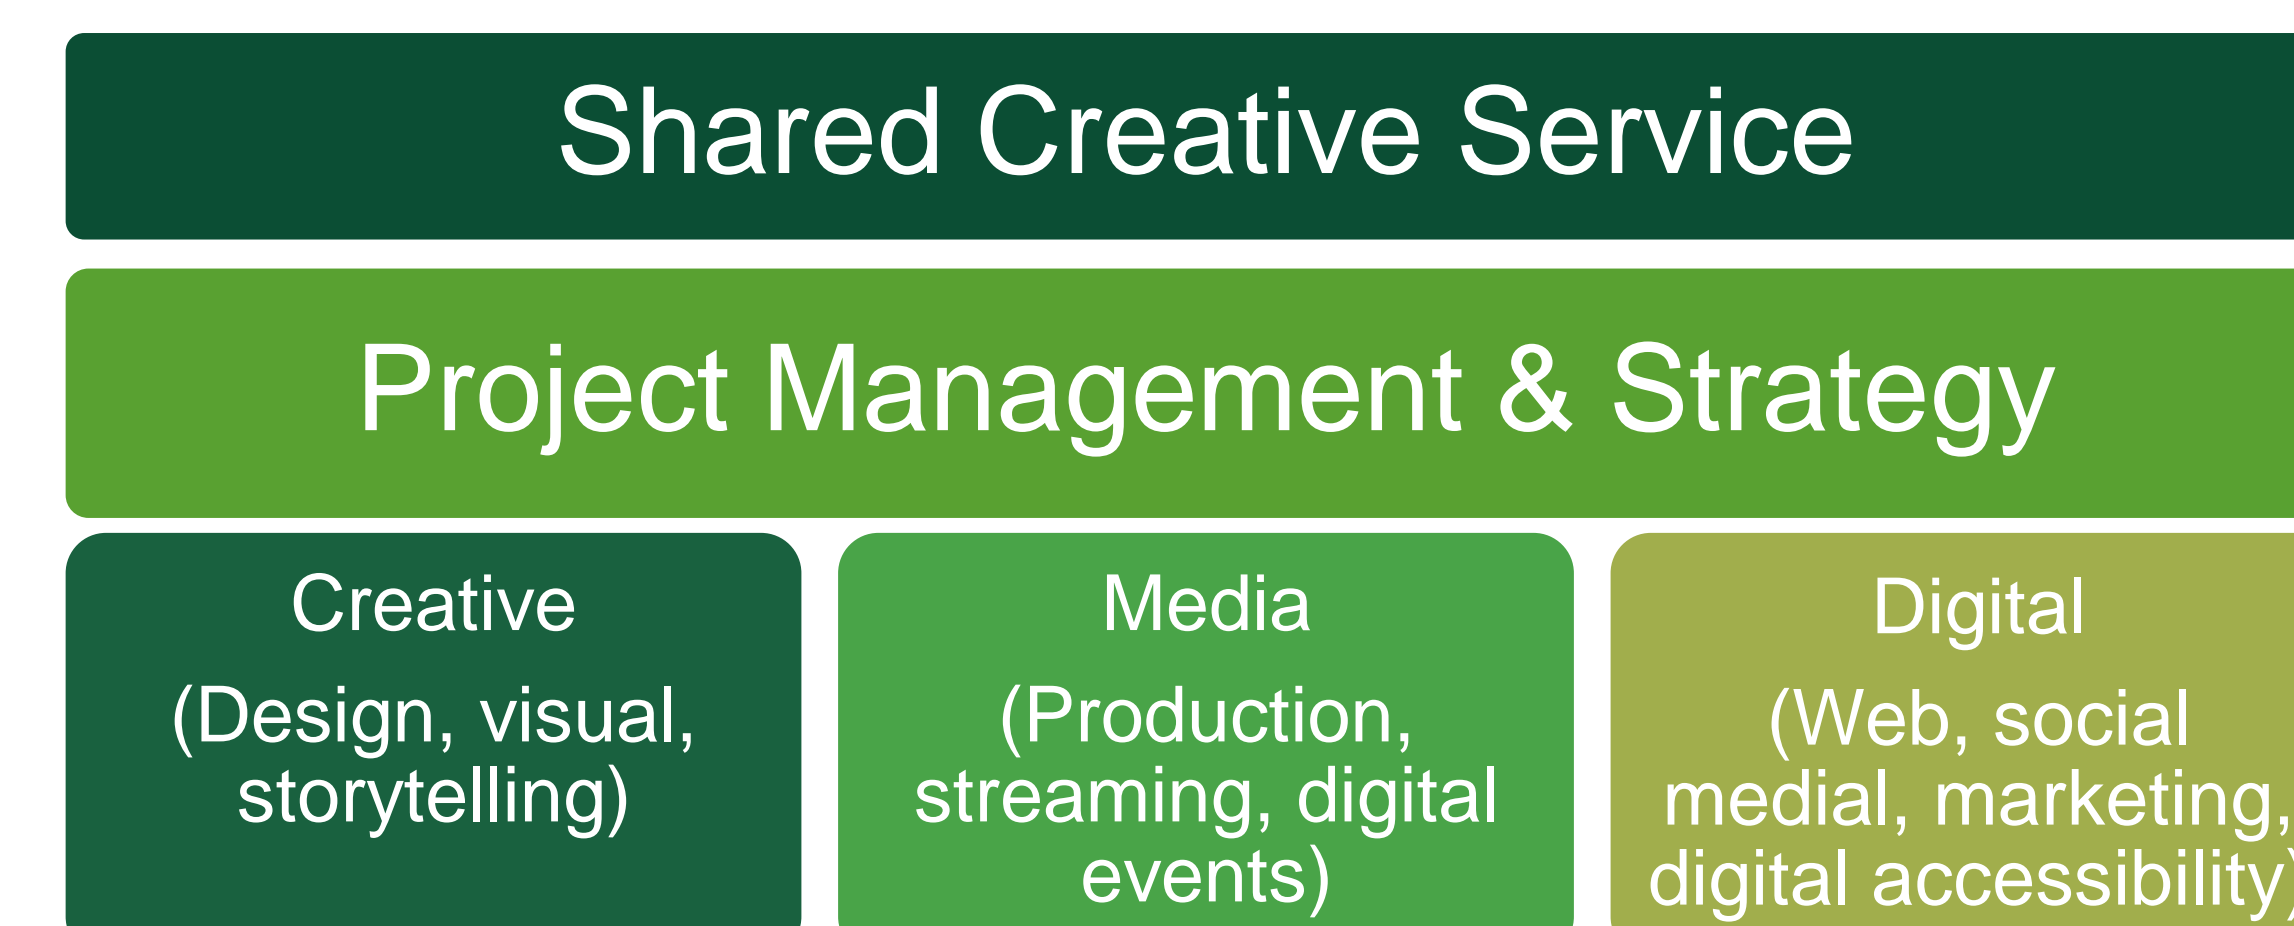 Shared Creative Service
Project Management & Strategy
Creative
(Design, visual,
storytelling)
Media
(Production,
streaming, digital
events)
Digital
(Web, social
medial, marketing,
digital accessibility)